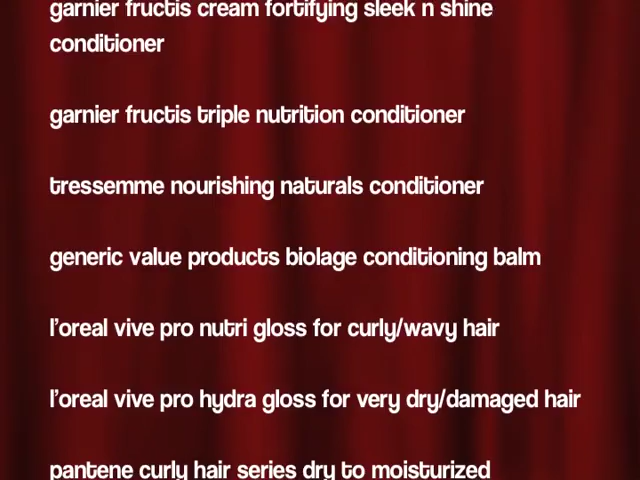 garnier fructis cream fortifying sleek n shine
conditioner
garnier fructis triple nutrition conditioner
tressemme nourishing naturals conditioner
generic value products biolage conditioning balm
l'oreal vive pro nutri gloss for curly/wavy hair
l'oreal vive pro hydra gloss for very dry/damaged hair
pantene curly hair series dry to moisturized